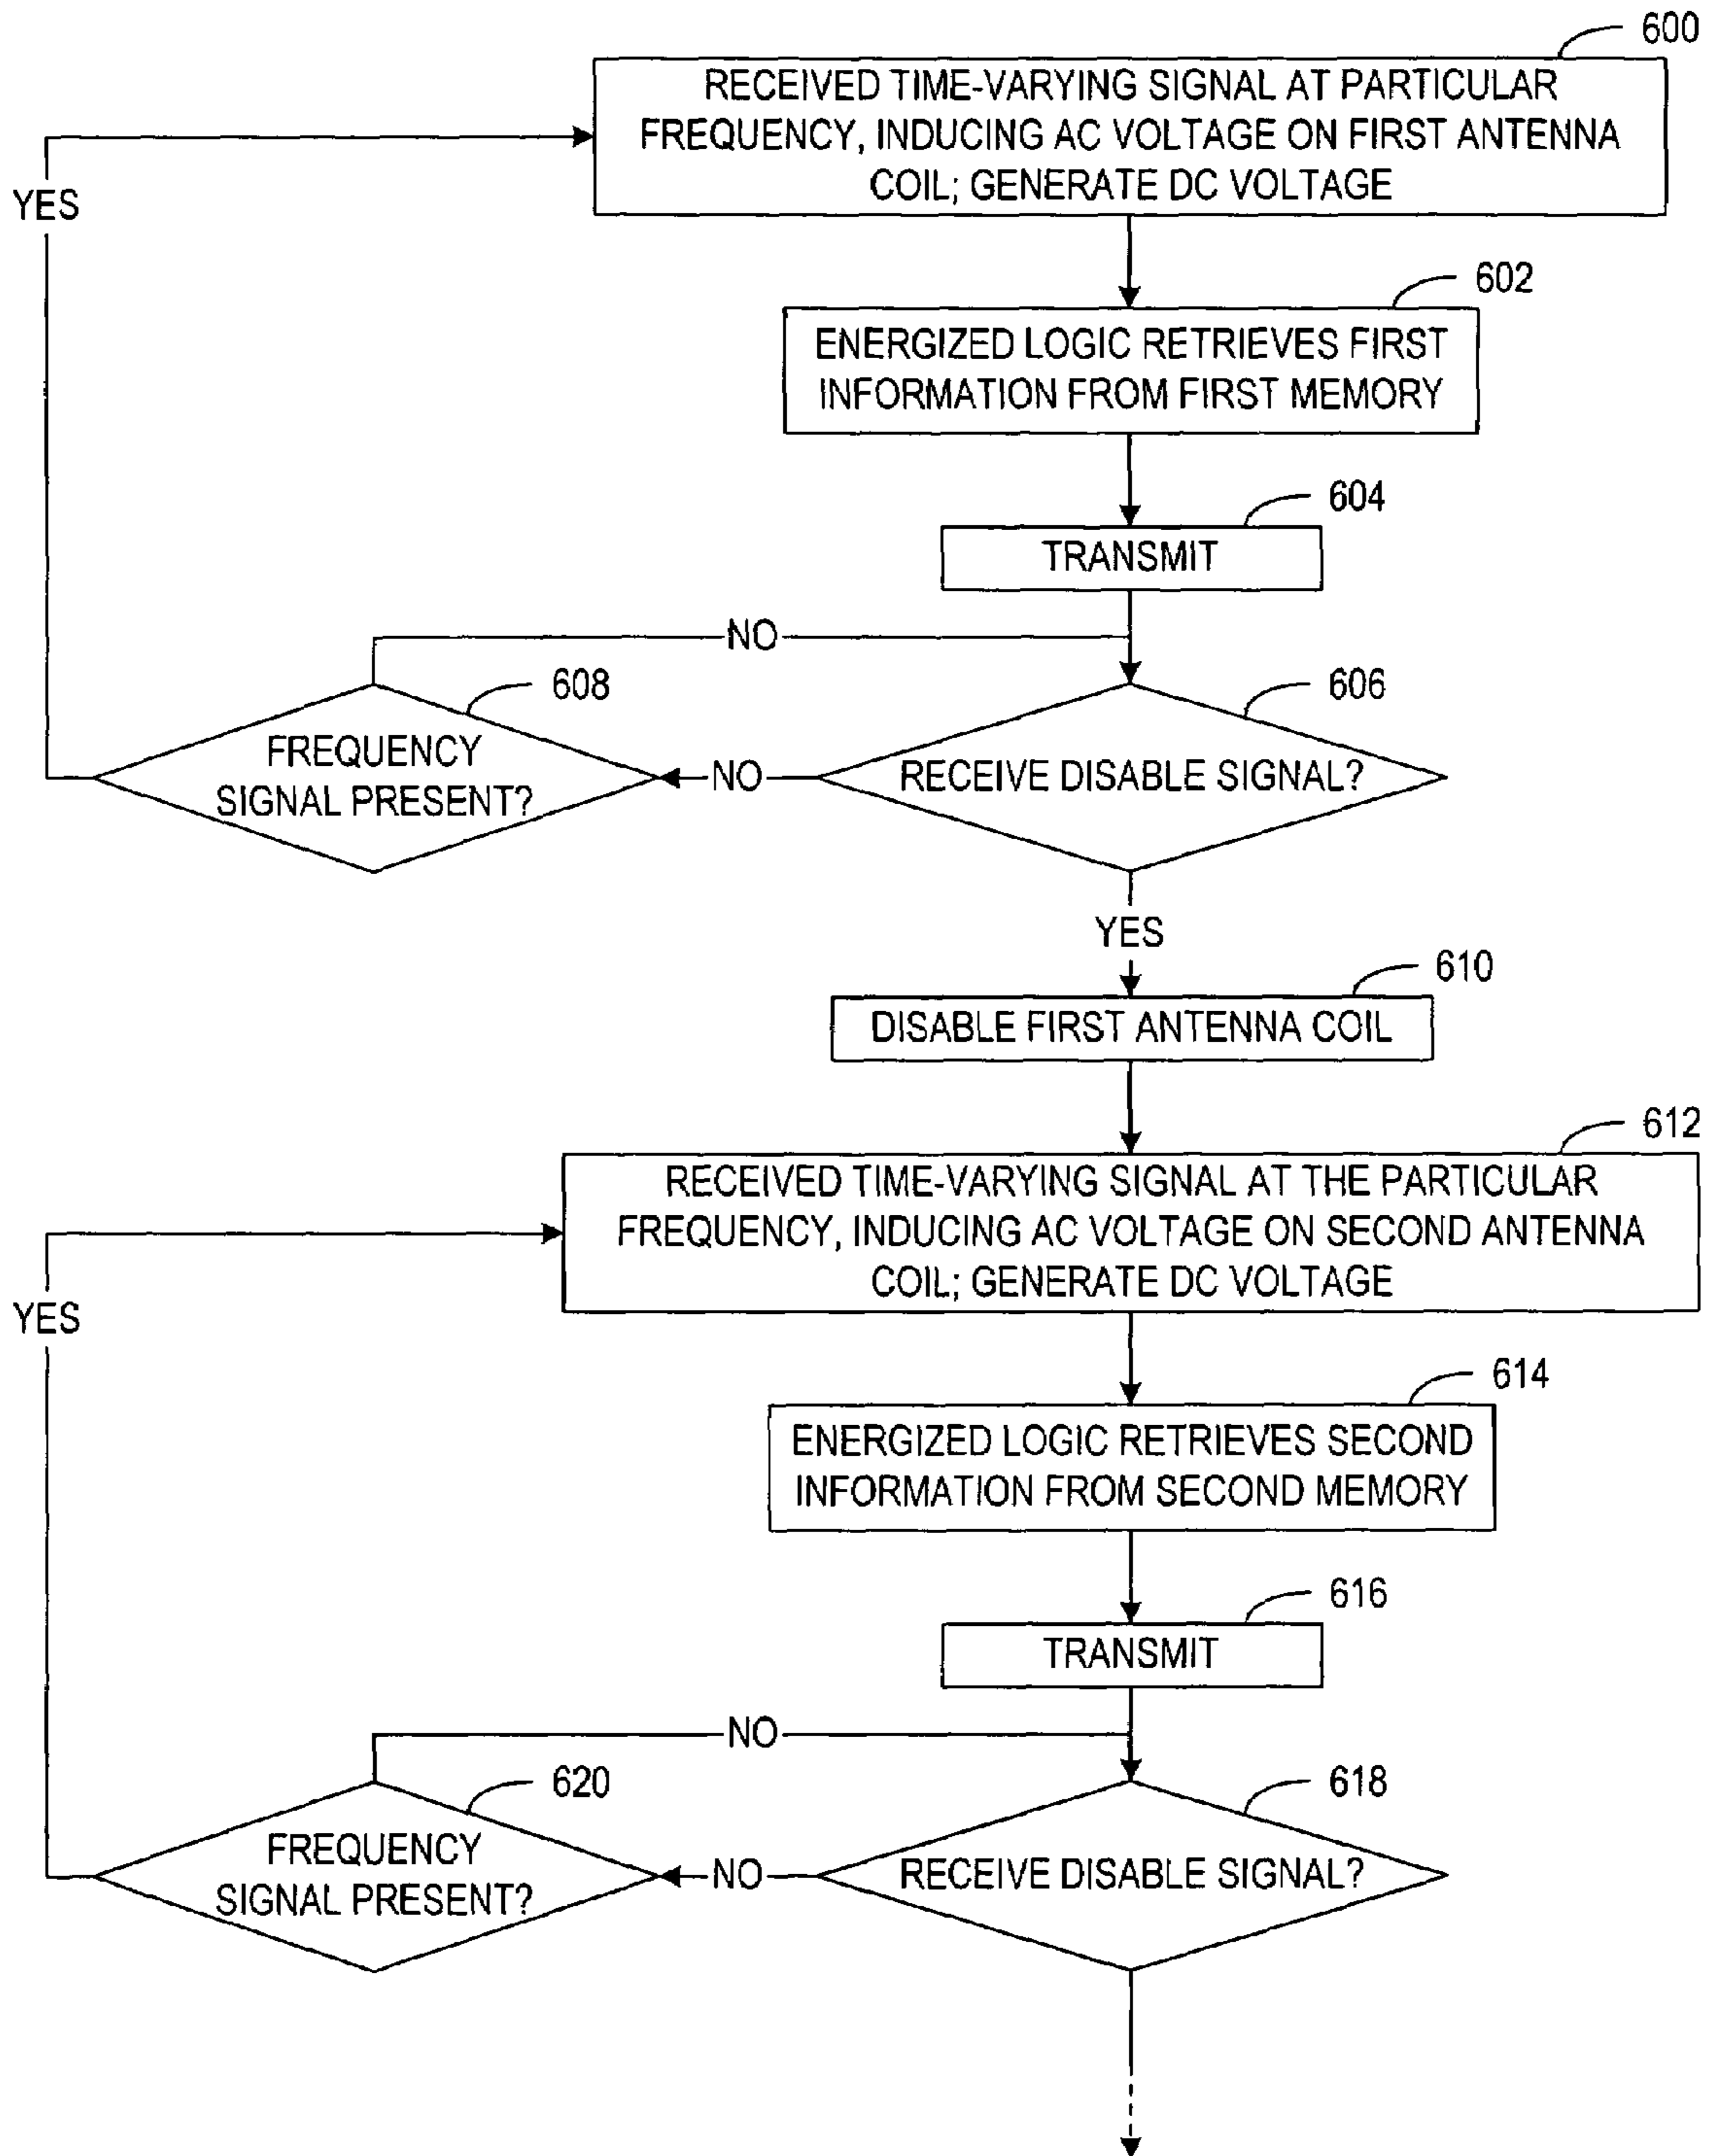 600
RECEIVED TIME-VARYING SIGNAL AT PARTICULAR
FREQUENCY, INDUCING AC VOLTAGE ON FIRST ANTENNA
COIL; GENERATE DC VOLTAGE
YES
602
ENERGIZED LOGIC RETRIEVES FIRST
INFORMATION FROM FIRST MEMORY
604
TRANSMIT
NO
608
606
FREQUENCY
SIGNAL PRESENT?
NO
RECEIVE DISABLE SIGNAL?
YES
610
DISABLE FIRST ANTENNA COIL
612
RECEIVED TIME-VARYING SIGNAL AT THE PARTICULAR
FREQUENCY, INDUCING AC VOLTAGE ON SECOND ANTENNA
COIL; GENERATE DC VOLTAGE
YES
614
ENERGIZED LOGIC RETRIEVES SECOND
INFORMATION FROM SECOND MEMORY
616
TRANSMIT
NO
620
618
FREQUENCY
SIGNAL PRESENT?
NO
RECEIVE DISABLE SIGNAL?